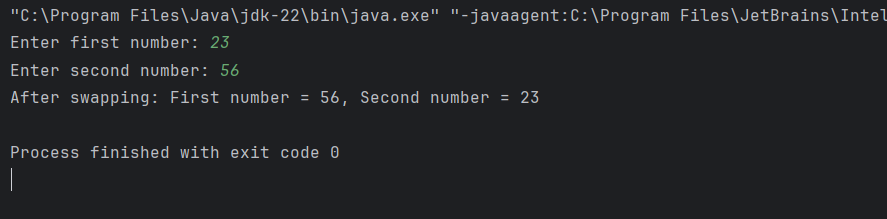 "C:\Program Files\Java\jdk-22\bin\java.exe" "-javaagent:C:\Program Files\JetBrains\Intel
Enter first number: 23
Enter second number: 56
After swapping: First number = 56, Second number = 23
Process finished with exit code 0